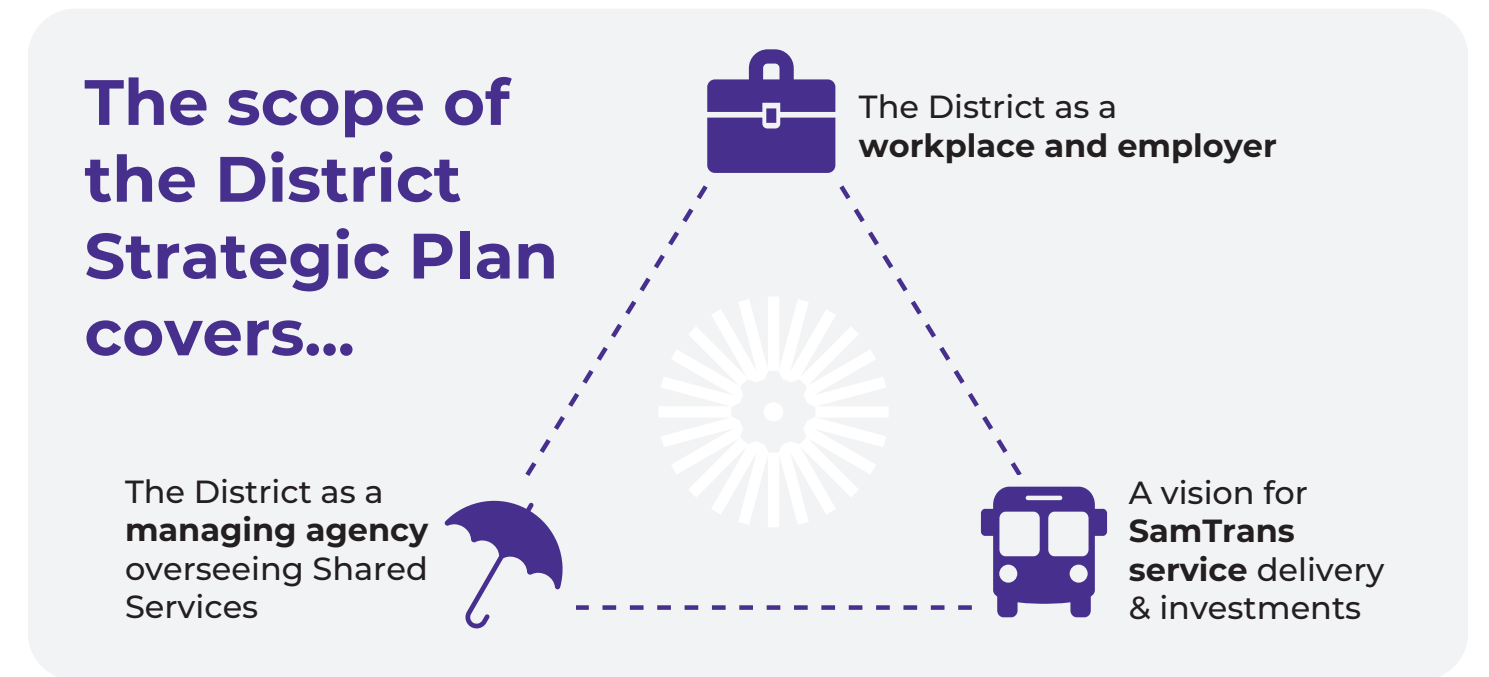 The scope of
the District
Strategic Plan
covers...
The District as a
workplace and employer
The District as a
managing agency
overseeing Shared
Services
A vision for
SamTrans
service delivery
& investments